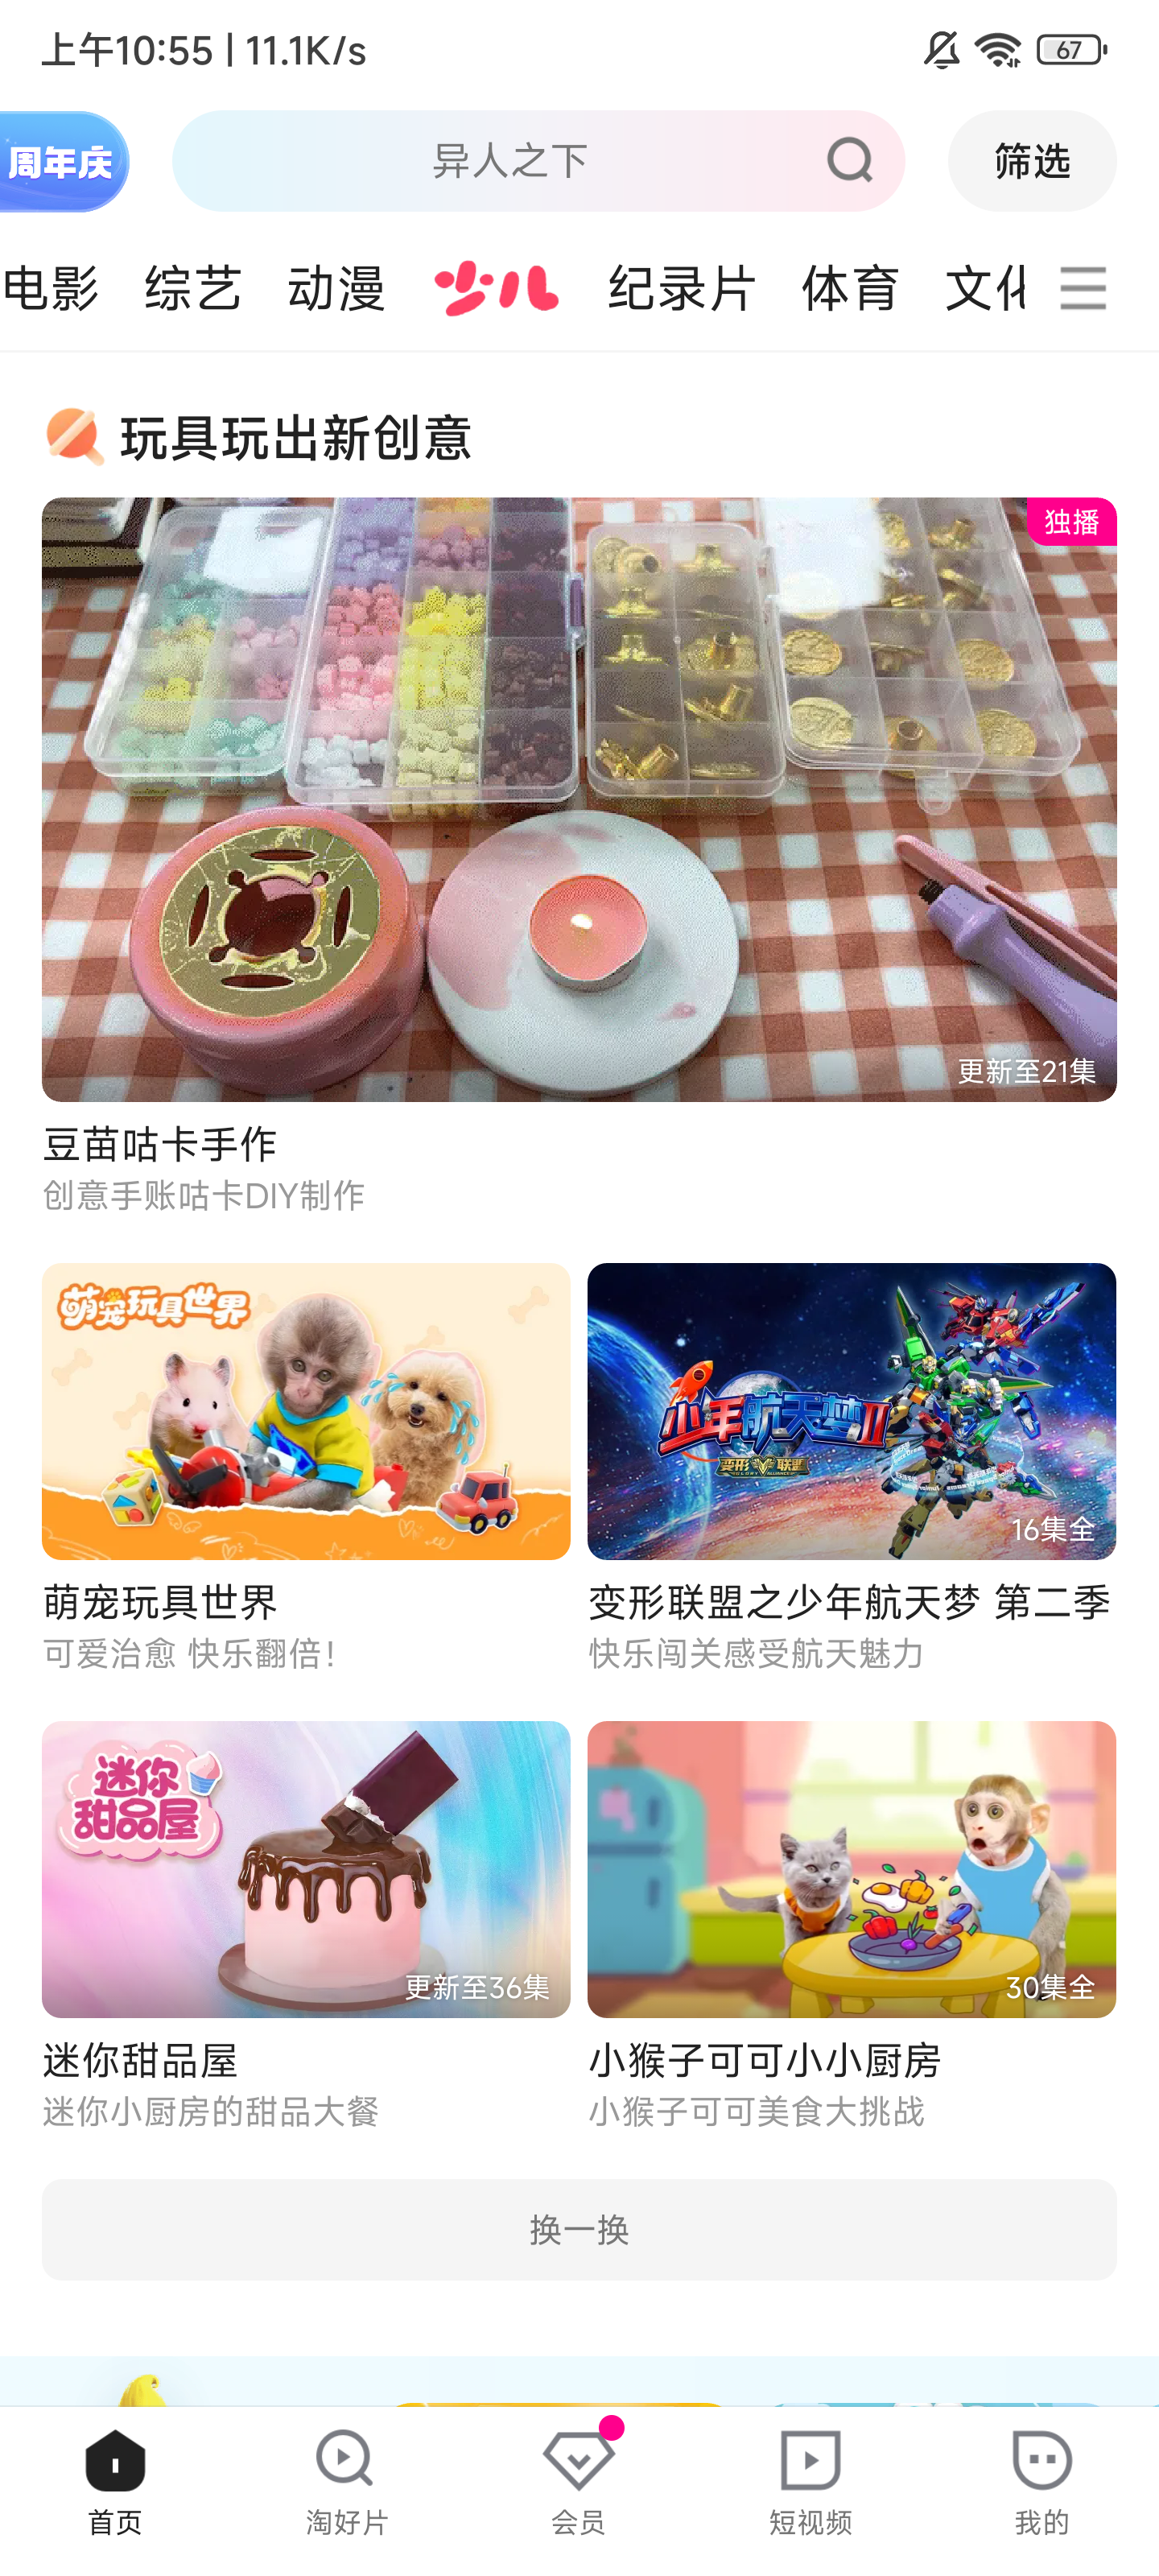 上午10:55 | 11.1K/s
67
周年庆
异人之下
筛选
电影 综艺 动漫 少儿 纪录片 体育 文化
玩具玩出新创意
独播
更新至21集
豆苗咕卡手作
创意手账咕卡DIY制作
萌宠玩具世界
少年航天梦II
变形联盟
16集全
萌宠玩具世界
可爱治愈 快乐翻倍！
变形联盟之少年航天梦 第二季
快乐闯关感受航天魅力
迷你
甜品屋
更新至36集
30集全
迷你甜品屋
迷你小厨房的甜品大餐
小猴子可可小小厨房
小猴子可可美食大挑战
换一换
首页
淘好片
会员
短视频
我的